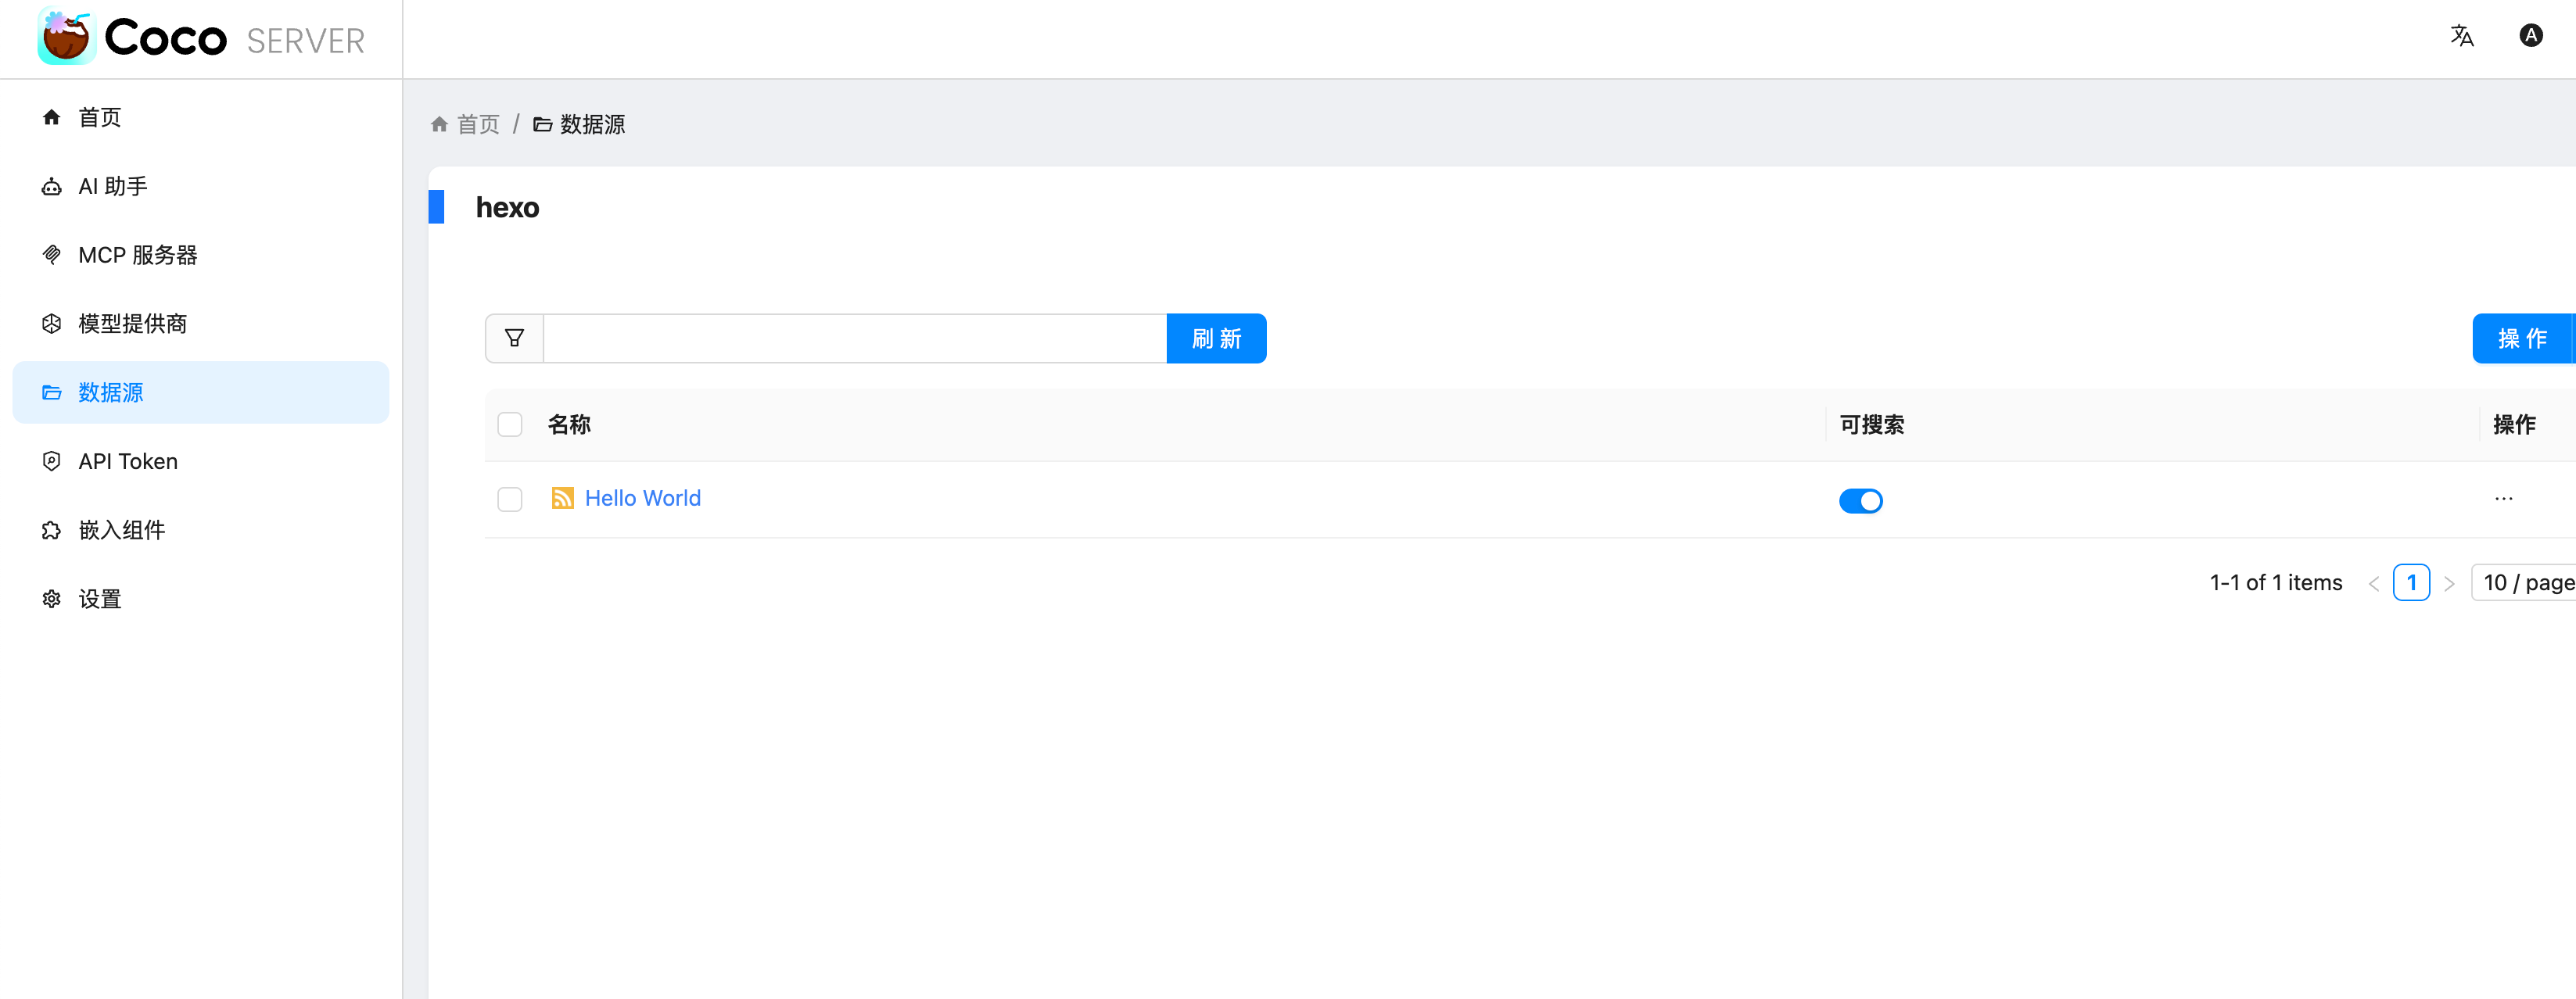 Coco SERVER
A
首页
AI 助手
MCP 服务器
模型提供商
数据源
API Token
嵌入组件
设置
首页 / 数据源
hexo
刷 新
操 作
名称 可搜索 操作
Hello World ···
1-1 of 1 items < 1 > 10 / page